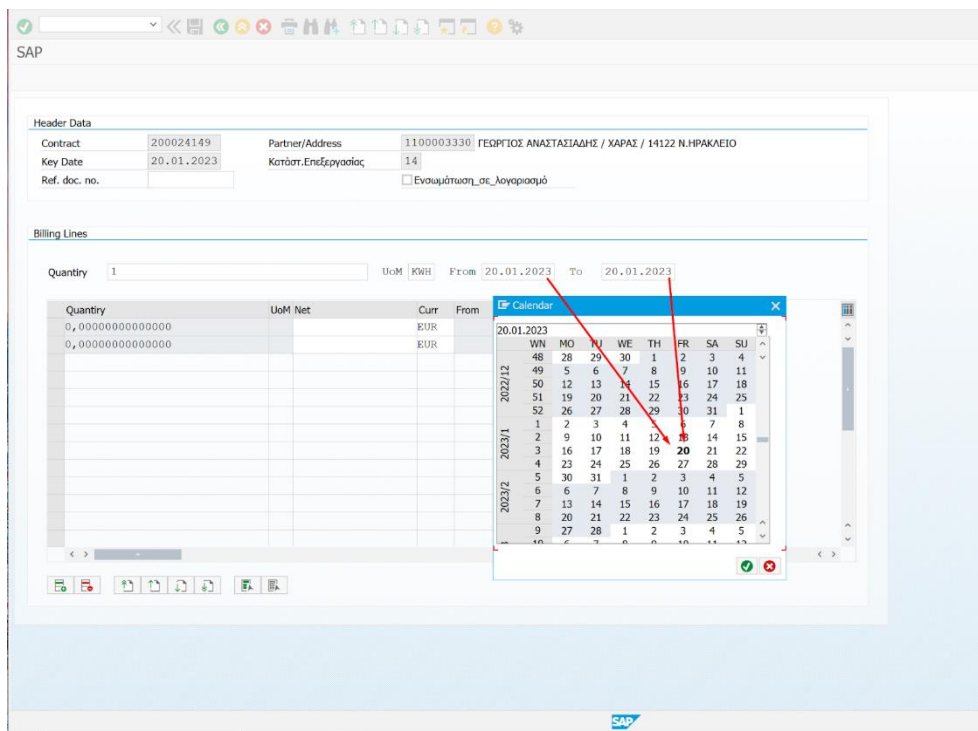 SAP
Header Data
Contract 200024149 Partner/Address 1100003330 ΓΕΩΡΓΙΟΣ ΑΝΑΣΤΑΣΙΑΔΗΣ / ΧΑΡΑΣ / 14122 Ν.ΗΡΑΚΛΕΙΟ
Key Date 20.01.2023 Κατάστ.Επεξεργασίας 14
Ref. doc. no. Ενσωμάτωση_σε_λογαριασμό
Billing Lines
Quantiry 1 UoM KWH From 20.01.2023 To 20.01.2023
Quantiry UoM Net Curr From
0,00000000000000 EUR
0,00000000000000 EUR
Calendar
20.01.2023
WN MO TU WE TH FR SA SU
48 28 29 30 1 2 3 4
2022/12
49 5 6 7 8 9 10 11
50 12 13 14 15 16 17 18
51 19 20 21 22 23 24 25
52 26 27 28 29 30 31 1
2023/1
1 2 3 4 5 6 7 8
2 9 10 11 12 13 14 15
3 16 17 18 19 20 21 22
4 23 24 25 26 27 28 29
5 30 31 1 2 3 4 5
2023/2
6 6 7 8 9 10 11 12
7 13 14 15 16 17 18 19
8 20 21 22 23 24 25 26
9 27 28 1 2 3 4 5
SAP